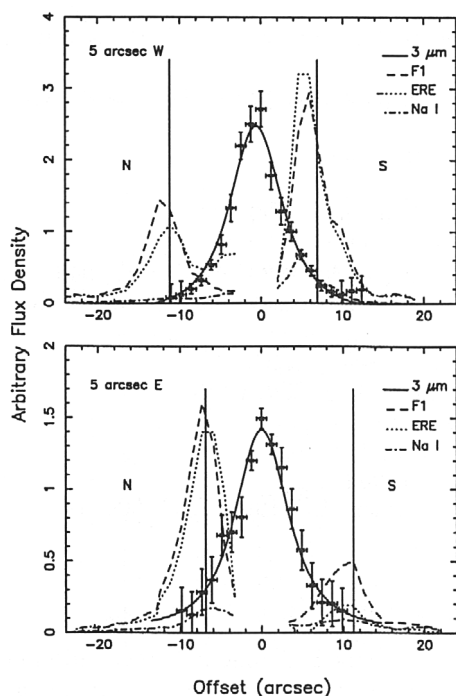 5 arcsec W
3 μm
F1
ERE
Na I
N
S
3
2
1
0
−20
−10
0
10
20
Arbitrary Flux Density
5 arcsec E
3 μm
F1
ERE
Na I
N
S
1.5
1
0.5
0
−20
−10
0
10
20
Offset (arcsec)